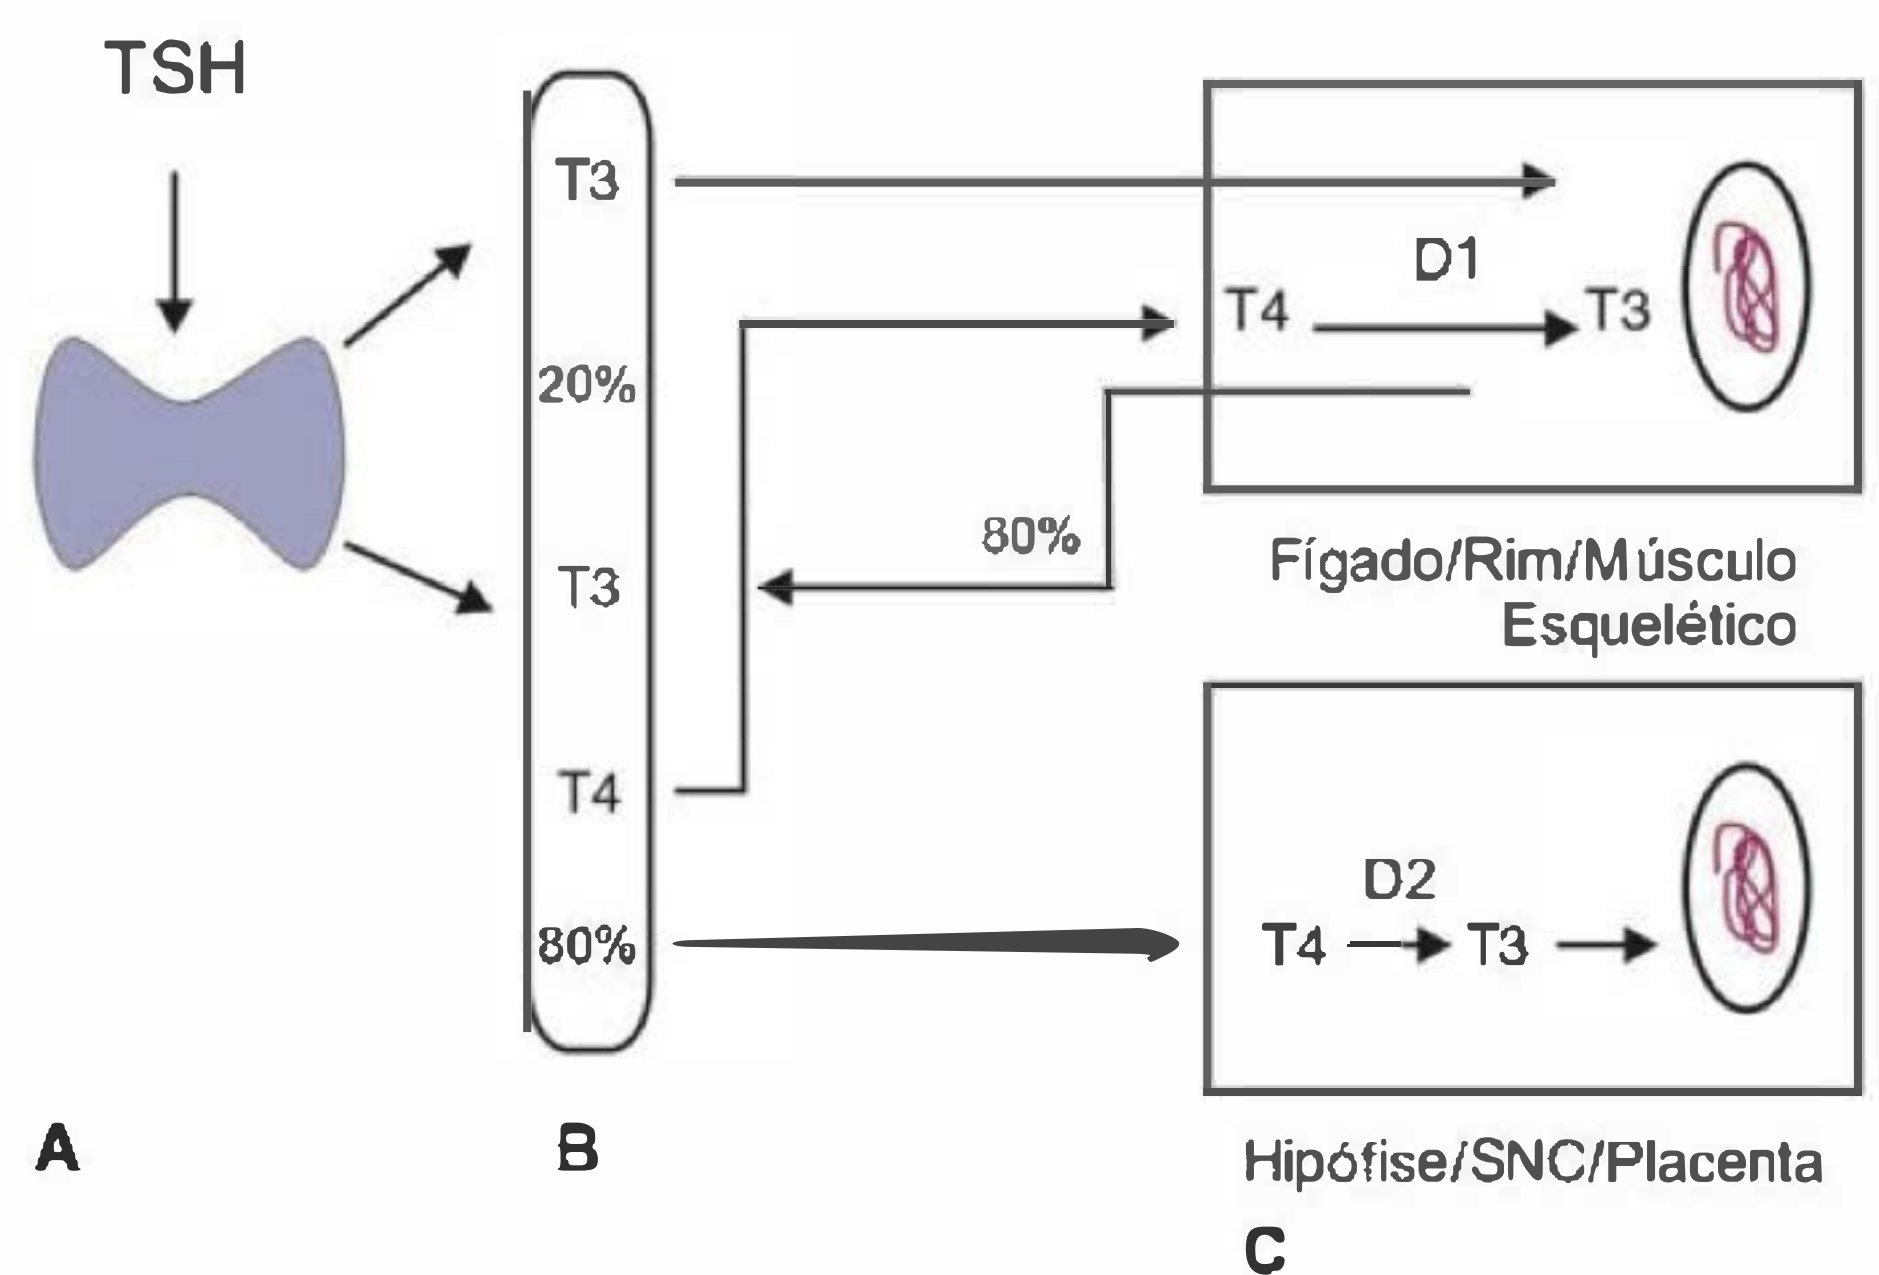 TSH
T3
20%
T3
T4
80%
80%
D1
T4
T3
Fígado/Rim/Músculo
Esquelético
D2
T4
T3
Hipófise/SNC/Placenta
A
B
C